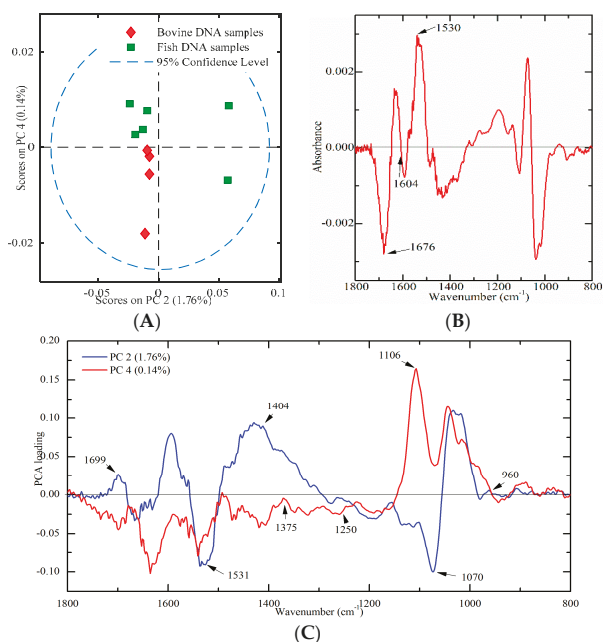 Bovine DNA samples
Fish DNA samples
95% Confidence Level
Scores on PC 4 (0.14%)
0.02
0
-0.02
-0.05
0
0.05
0.1
Scores on PC 2 (1.76%)
(A)
1530
1604
1676
Absorbance
0.002
0.000
-0.002
1800
1600
1400
1200
1000
800
Wavenumber (cm⁻¹)
(B)
PC 2 (1.76%)
PC 4 (0.14%)
1106
1404
1699
960
1375
1250
1531
1070
PCA loading
0.20
0.15
0.10
0.05
0.00
-0.05
-0.10
1800
1600
1400
1200
1000
800
Wavenumber (cm⁻¹)
(C)